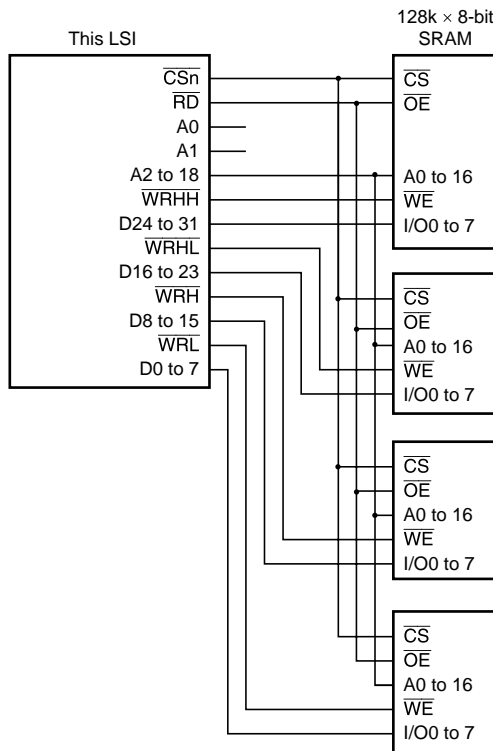 128k × 8-bit
This LSI
SRAM
CSn
CS
RD
OE
A0
A1
A2 to 18
A0 to 16
WRHH
WE
D24 to 31
I/O0 to 7
WRHL
D16 to 23
WRH
D8 to 15
WRL
D0 to 7
CS
OE
A0 to 16
WE
I/O0 to 7
CS
OE
A0 to 16
WE
I/O0 to 7
CS
OE
A0 to 16
WE
I/O0 to 7